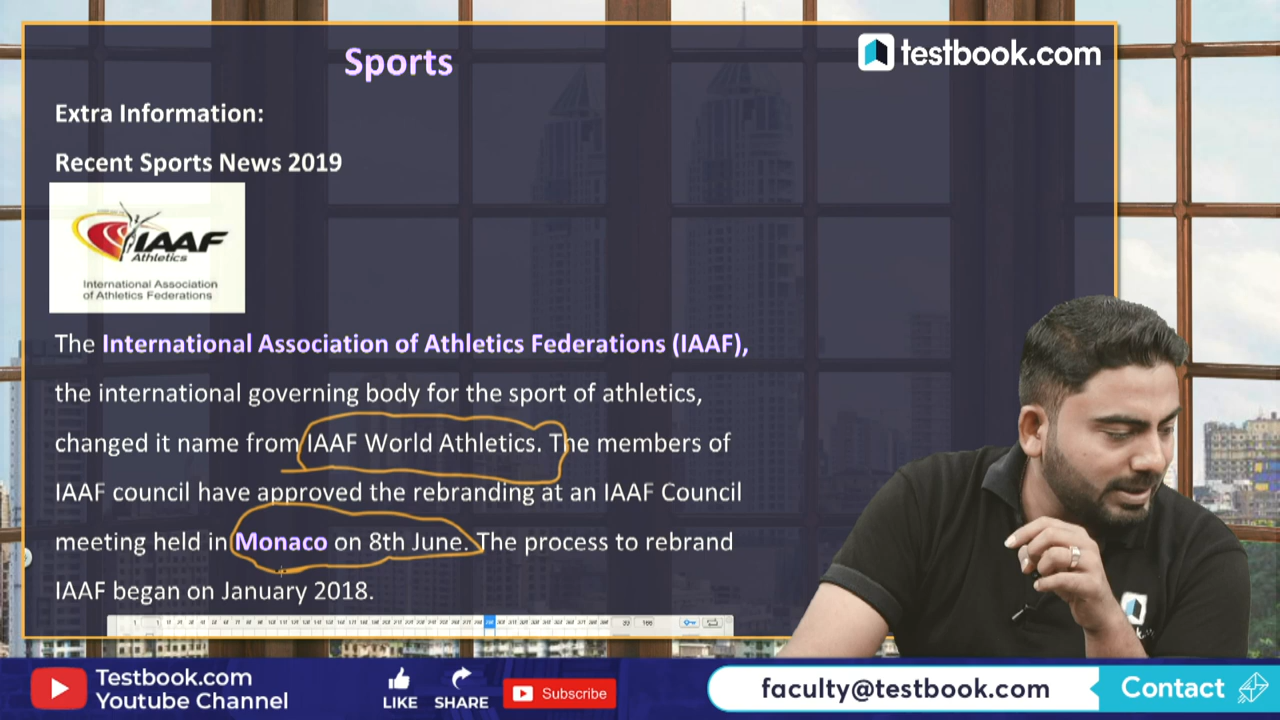 Sports
testbook.com
Extra Information:
Recent Sports News 2019
IAAF
Athletics
International Association
of Athletics Federations
The International Association of Athletics Federations (IAAF),
the international governing body for the sport of athletics,
changed it name from IAAF World Athletics. The members of
IAAF council have approved the rebranding at an IAAF Council
meeting held in Monaco on 8th June. The process to rebrand
IAAF began on January 2018.
Testbook.com
Youtube Channel
LIKE
SHARE
Subscribe
faculty@testbook.com
Contact